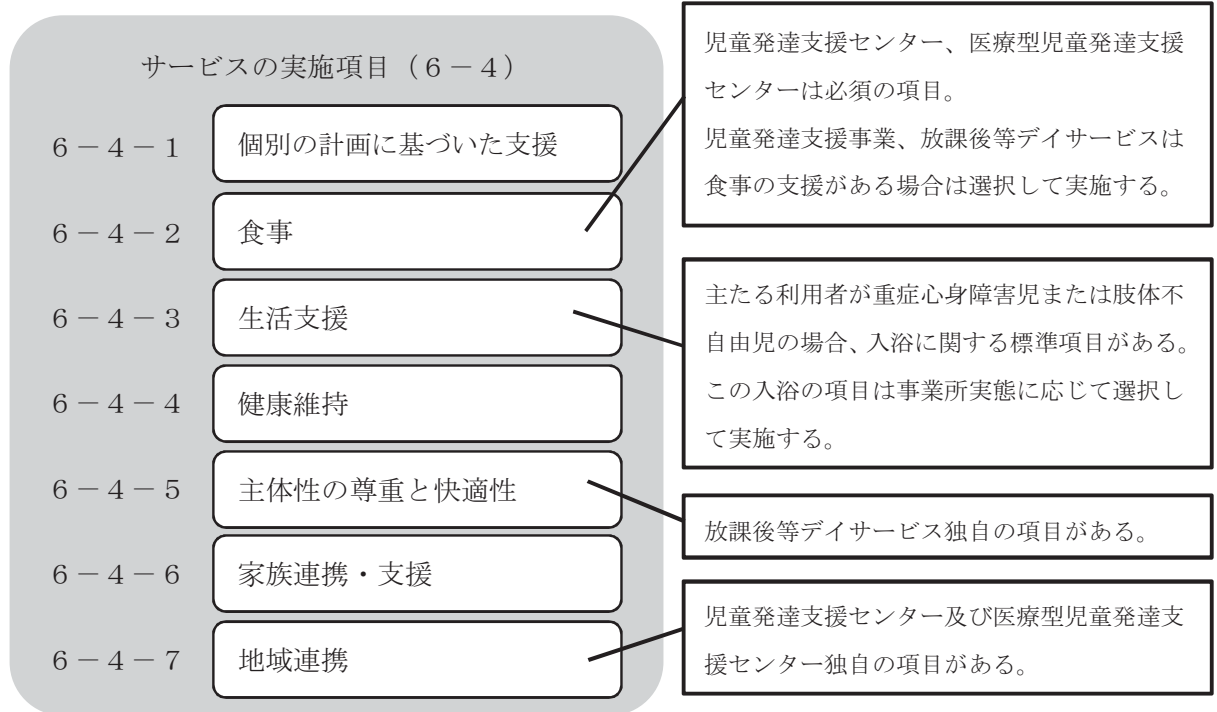 サービスの実施項目（６－４）
６－４－１　個別の計画に基づいた支援
６－４－２　食事
６－４－３　生活支援
６－４－４　健康維持
６－４－５　主体性の尊重と快適性
６－４－６　家族連携・支援
６－４－７　地域連携
児童発達支援センター、医療型児童発達支援
センターは必須の項目。
児童発達支援事業、放課後等デイサービスは
食事の支援がある場合は選択して実施する。
主たる利用者が重症心身障害児または肢体不
自由児の場合、入浴に関する標準項目がある。
この入浴の項目は事業所実態に応じて選択し
て実施する。
放課後等デイサービス独自の項目がある。
児童発達支援センター及び医療型児童発達支
援センター独自の項目がある。